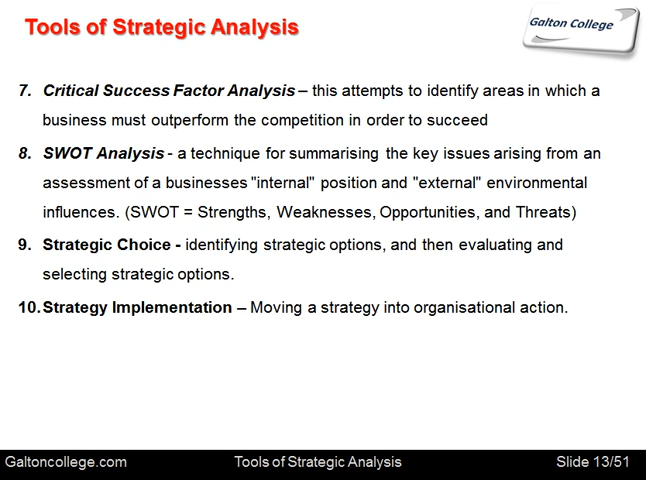 Tools of Strategic Analysis
Galton College
7. Critical Success Factor Analysis – this attempts to identify areas in which a
business must outperform the competition in order to succeed
8. SWOT Analysis - a technique for summarising the key issues arising from an
assessment of a businesses "internal" position and "external" environmental
influences. (SWOT = Strengths, Weaknesses, Opportunities, and Threats)
9. Strategic Choice - identifying strategic options, and then evaluating and
selecting strategic options.
10. Strategy Implementation – Moving a strategy into organisational action.
Galtoncollege.com Tools of Strategic Analysis Slide 13/51